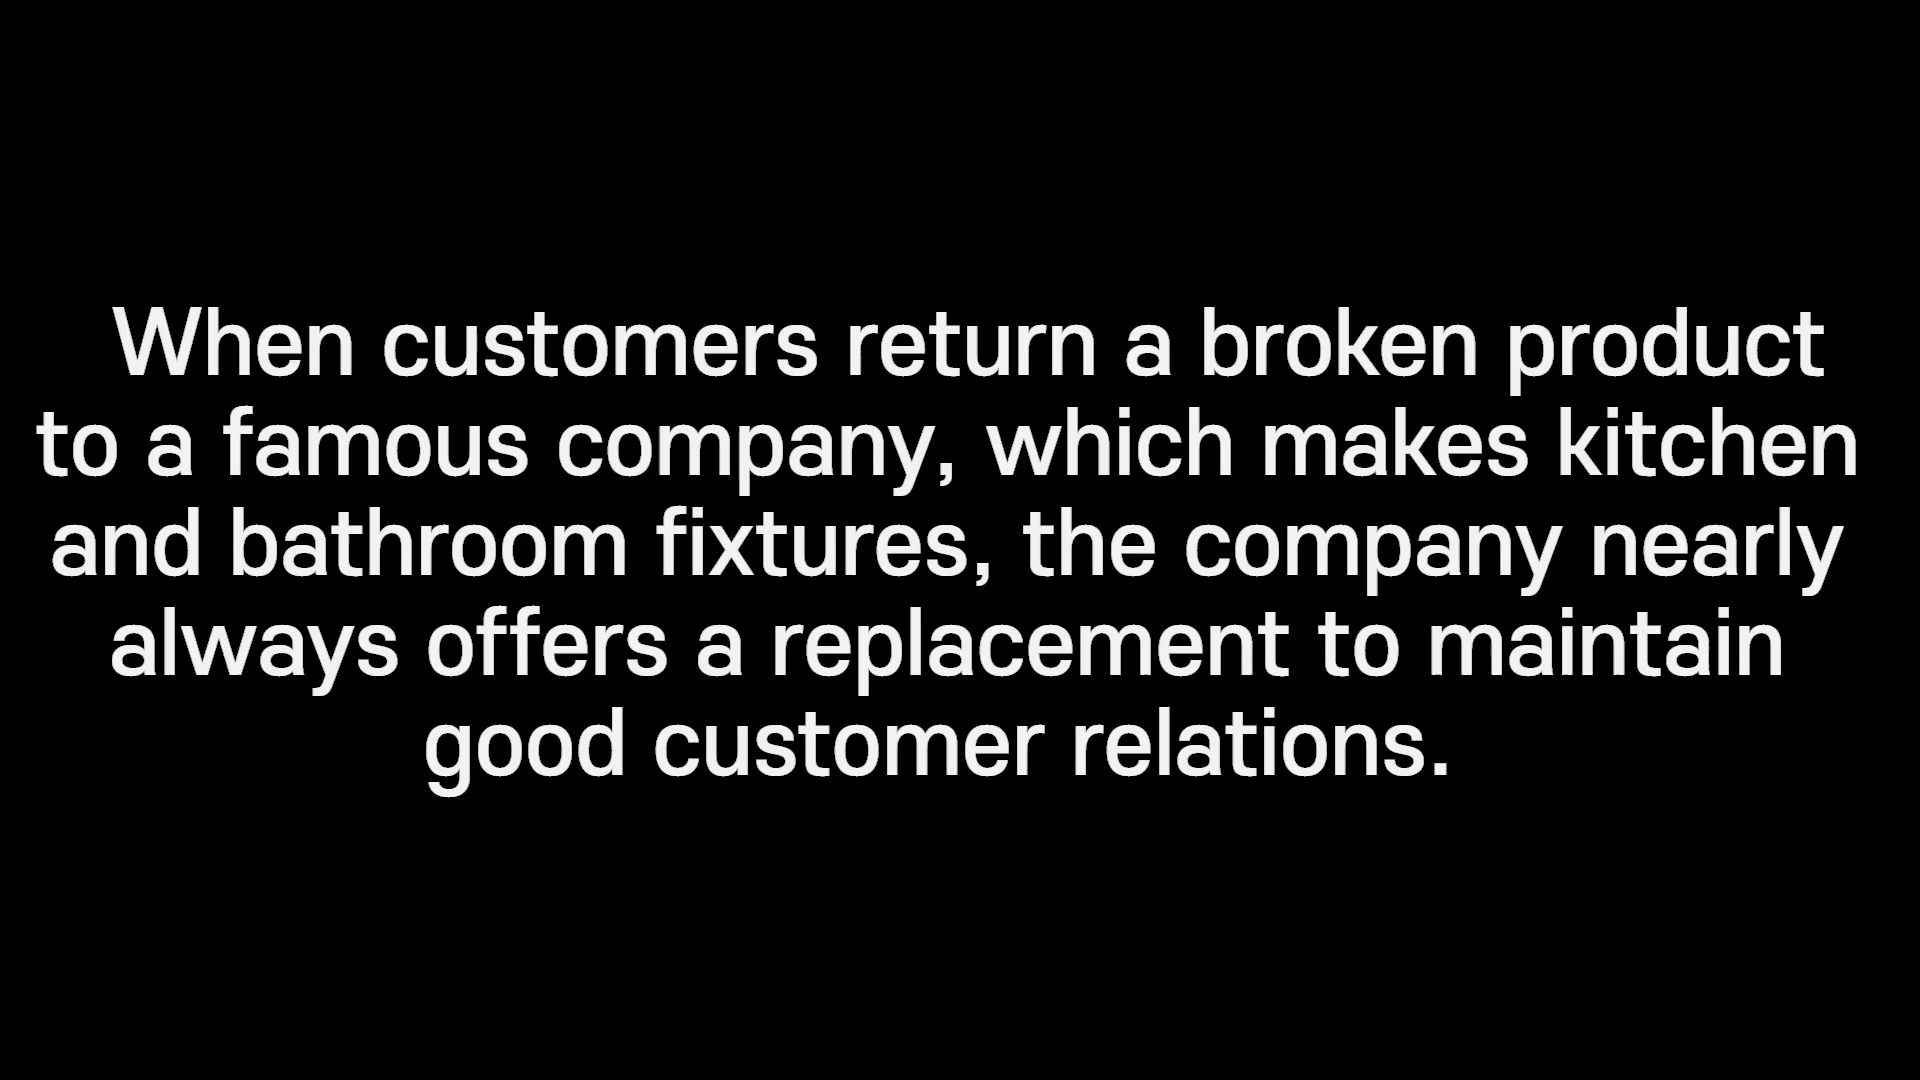 When customers return a broken product
to a famous company, which makes kitchen
and bathroom fixtures, the company nearly
always offers a replacement to maintain
good customer relations.